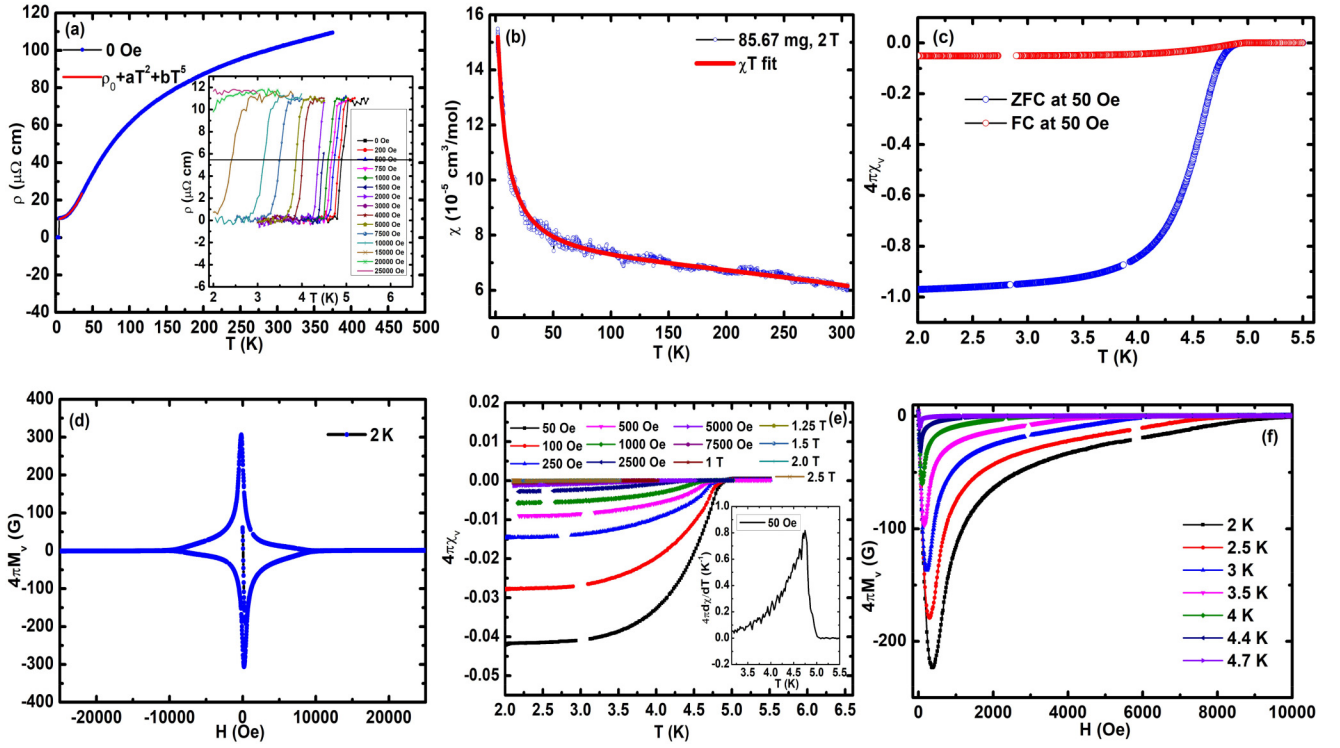 (a)
0 Oe
ρ₀+aT²+bT⁵
ρ (μΩ cm)
120
100
80
60
40
20
0
-20
-40
0 50 100 150 200 250 300 350 400 450 500
T (K)
ρ (μΩ cm)
12
10
8
6
4
2
0
-2
-4
-6
2 3 4 5 6
T (K)
0 Oe
200 Oe
500 Oe
750 Oe
1000 Oe
1500 Oe
2000 Oe
3000 Oe
4000 Oe
5000 Oe
7500 Oe
10000 Oe
15000 Oe
20000 Oe
25000 Oe
(b)
85.67 mg, 2 T
χT fit
χ (10⁻⁵ cm³/mol)
16
14
12
10
8
6
0 50 100 150 200 250 300
T (K)
(c)
ZFC at 50 Oe
FC at 50 Oe
4πχᵥ
0.0
-0.2
-0.4
-0.6
-0.8
-1.0
2.0 2.5 3.0 3.5 4.0 4.5 5.0 5.5
T (K)
(d)
2 K
4πMᵥ (G)
400
300
200
100
0
-100
-200
-300
400
-20000 -10000 0 10000 20000
H (Oe)
(e)
50 Oe 500 Oe 5000 Oe 1.25 T
100 Oe 1000 Oe 7500 Oe 1.5 T
250 Oe 2500 Oe 1 T 2.0 T
2.5 T
4πχᵥ
0.02
0.01
0.00
-0.01
-0.02
-0.03
-0.04
-0.05
2.0 2.5 3.0 3.5 4.0 4.5 5.0 5.5 6.0 6.5
T (K)
50 Oe
4πdχ/dT (K⁻¹)
1.0
0.8
0.6
0.4
0.2
0.0
-0.2
3.5 4.0 4.5 5.0 5.5
T (K)
(f)
2 K
2.5 K
3 K
3.5 K
4 K
4.4 K
4.7 K
4πMᵥ (G)
0
-100
-200
0 2000 4000 6000 8000 10000
H (Oe)